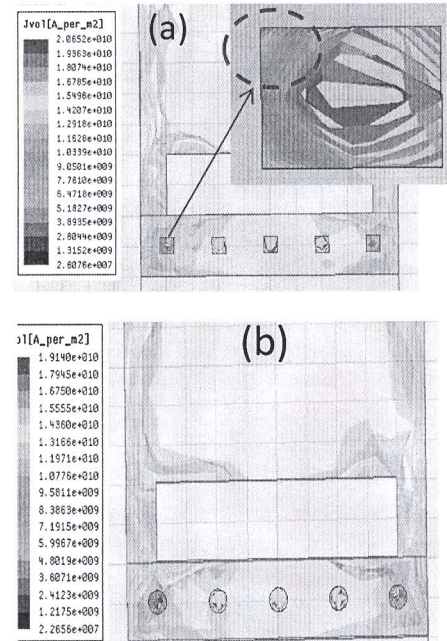 Jvol[A_per_m2]
(a)
2.0652e+010
1.9363e+010
1.8074e+010
1.6785e+010
1.5496e+010
1.4207e+010
1.2918e+010
1.1628e+010
1.0339e+010
9.0501e+009
7.7610e+009
6.4718e+009
5.1827e+009
3.8935e+009
2.6044e+009
1.3152e+009
2.6076e+007
ol[A_per_m2]
(b)
1.9140e+010
1.7945e+010
1.6750e+010
1.5555e+010
1.4360e+010
1.3166e+010
1.1971e+010
1.0776e+010
9.5811e+009
8.3863e+009
7.1915e+009
5.9967e+009
4.8019e+009
3.6071e+009
2.4123e+009
1.2175e+009
2.2656e+007